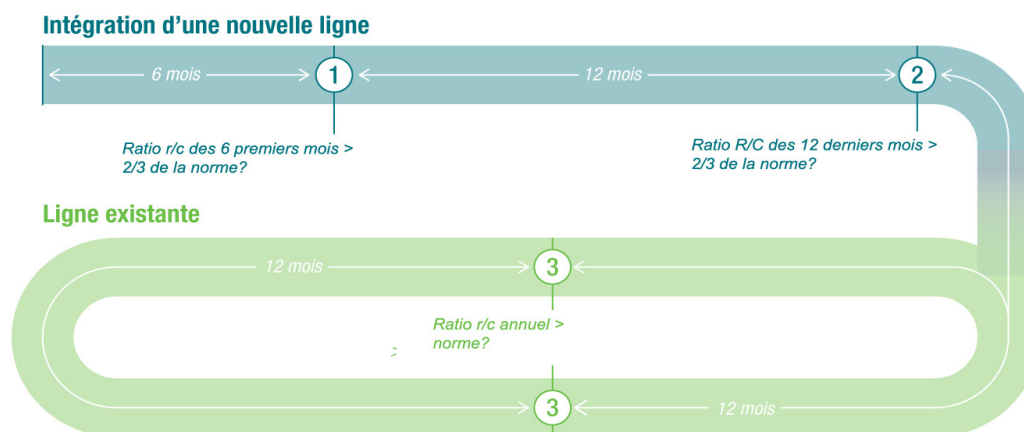 Intégration d’une nouvelle ligne
6 mois
1
12 mois
2
Ratio r/c des 6 premiers mois >
2/3 de la norme?
Ratio R/C des 12 derniers mois >
2/3 de la norme?
Ligne existante
12 mois
3
Ratio r/c annuel >
norme?
>
3
12 mois